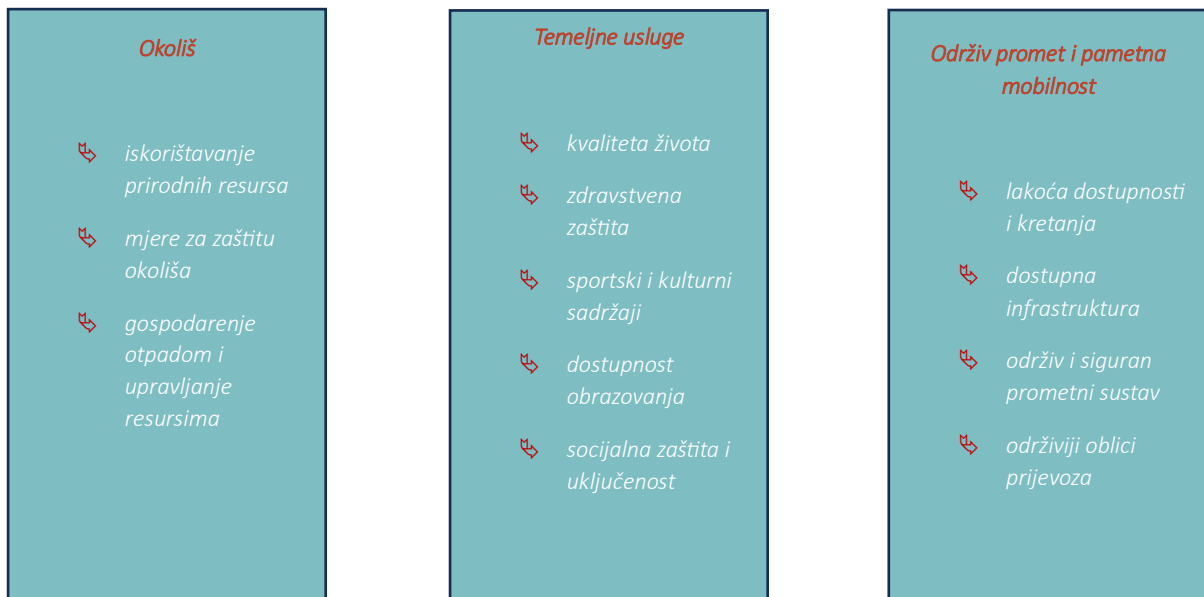 Okoliš
iskorištavanje
prirodnih resursa
mjere za zaštitu
okoliša
gospodarenje
otpadom i
upravljanje
resursima
Temeljne usluge
kvaliteta života
zdravstvena
zaštita
sportski i kulturni
sadržaji
dostupnost
obrazovanja
socijalna zaštita i
uključenost
Održiv promet i pametna
mobilnost
lakoća dostupnosti
i kretanja
dostupna
infrastruktura
održiv i siguran
prometni sustav
održiviji oblici
prijevoza